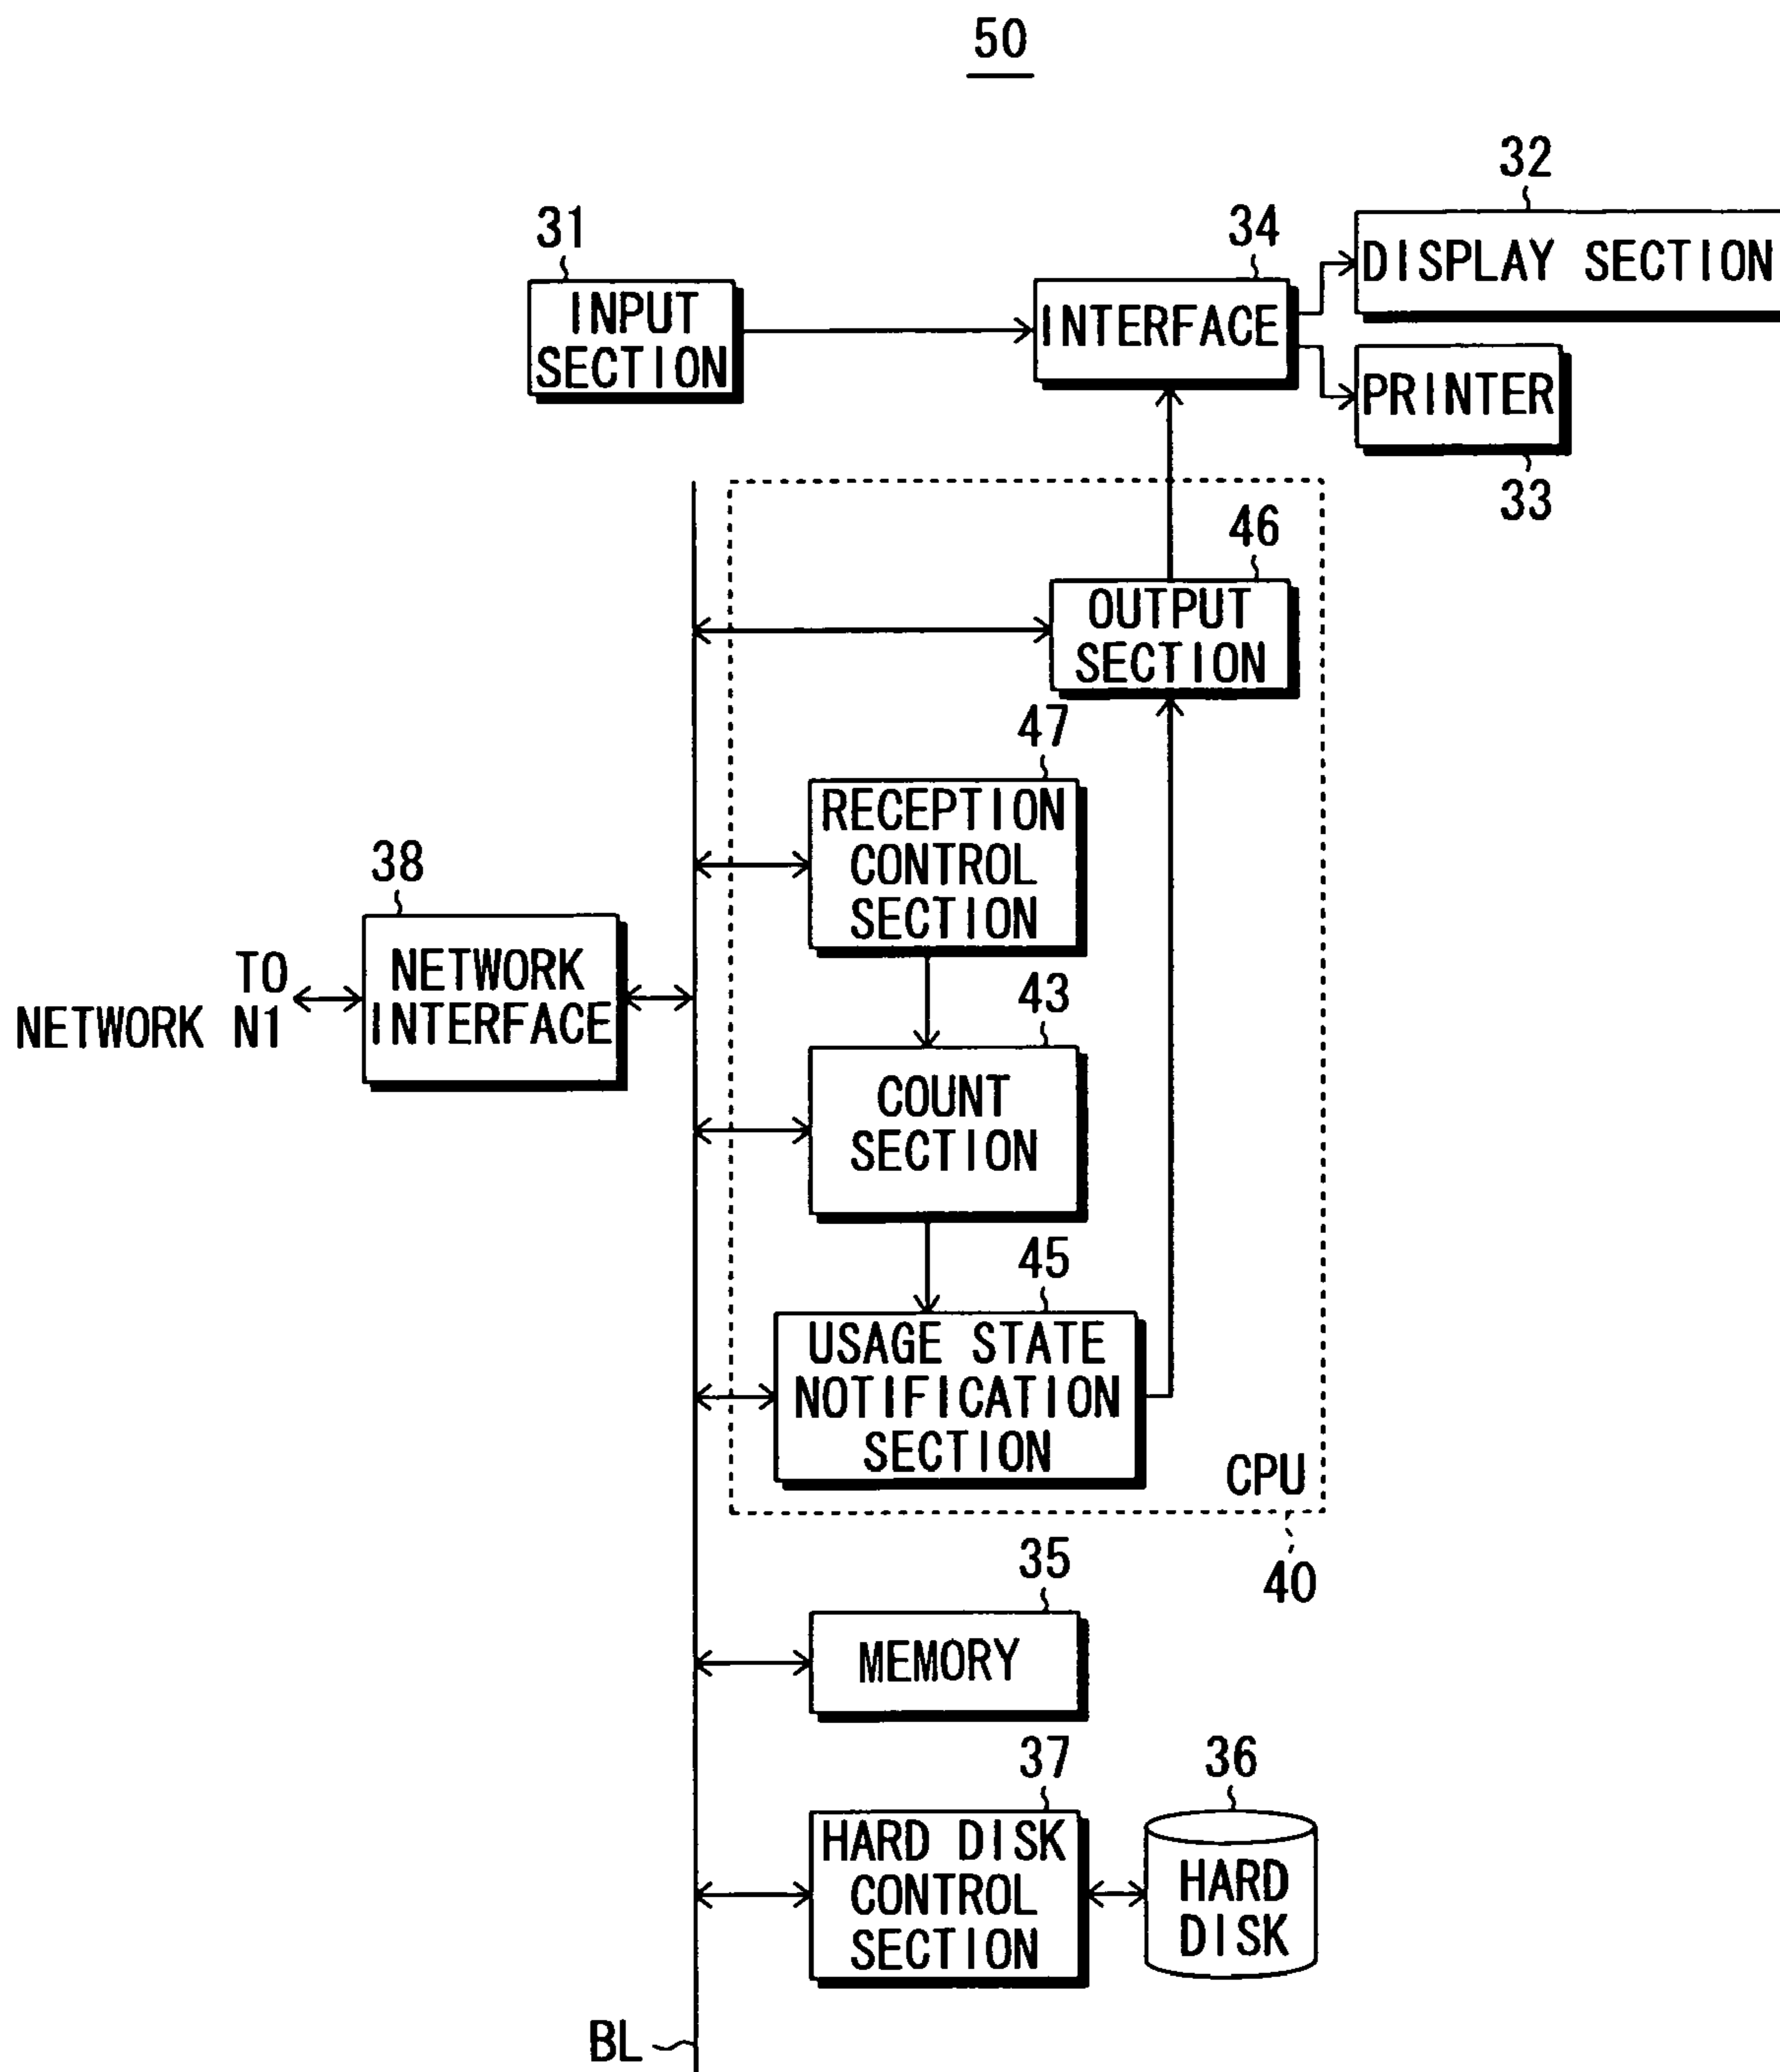 50
32
31
34
DISPLAY SECTION
INPUT
SECTION
INTERFACE
PRINTER
33
46
OUTPUT
SECTION
47
RECEPTION
CONTROL
SECTION
38
NETWORK
INTERFACE
TO
NETWORK N1
43
COUNT
SECTION
45
USAGE STATE
NOTIFICATION
SECTION
CPU
40
35
MEMORY
37
36
HARD DISK
CONTROL
SECTION
HARD
DISK
BL